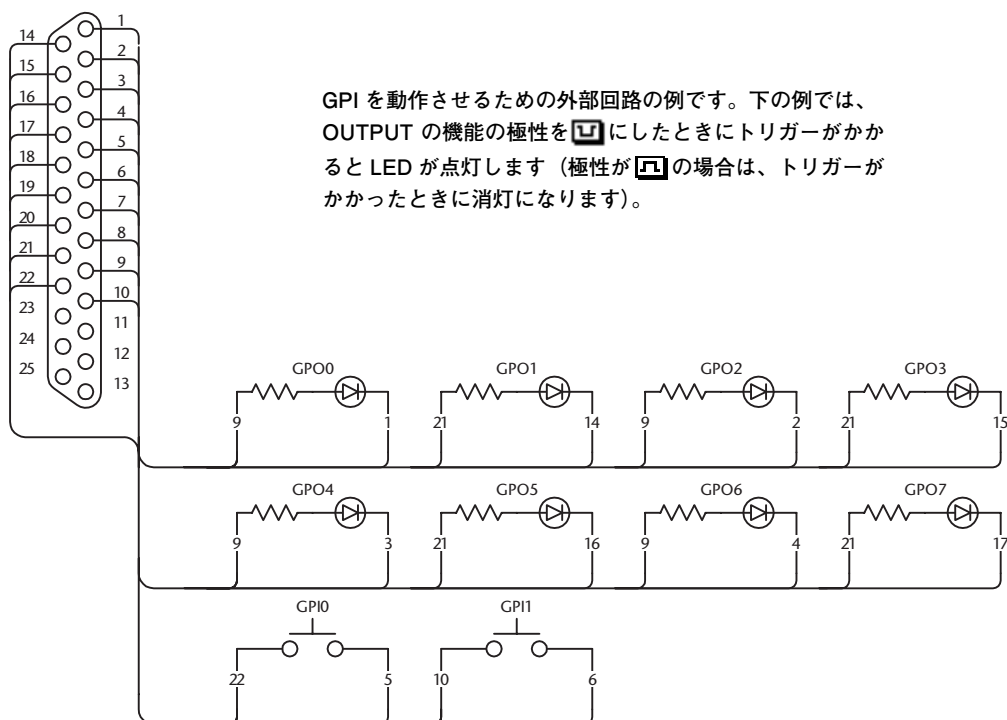 1
14
2
15
3
16
4
17
5
18
6
19
7
20
8
21
9
22
10
23
11
24
12
25
13
GPI を動作させるための外部回路の例です。下の例では、
OUTPUT の機能の極性を にしたときにトリガーがかか
ると LED が点灯します（極性が の場合は、トリガーが
かかったときに消灯になります）。
GPO0 GPO1 GPO2 GPO3
9 1 21 14 9 2 21 15
GPO4 GPO5 GPO6 GPO7
9 3 21 16 9 4 21 17
GPI0 GPI1
22 5 10 6